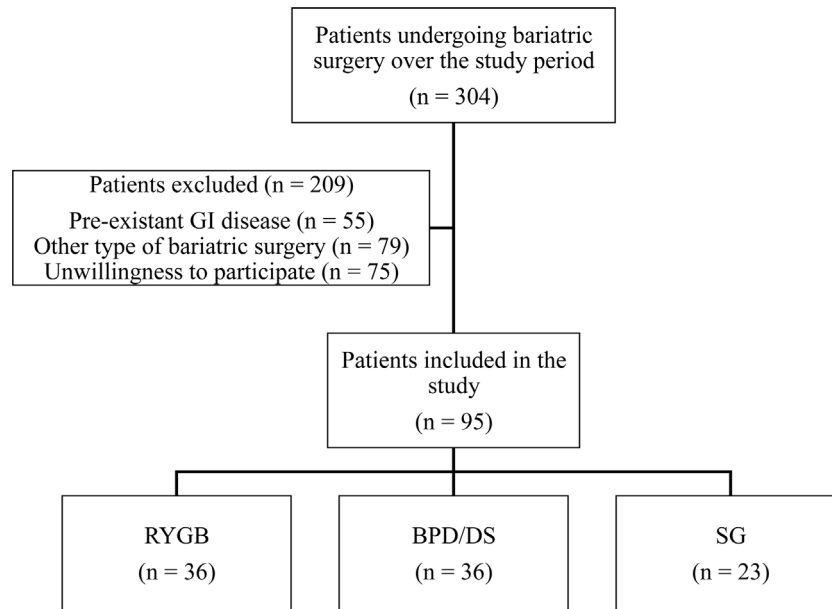 Patients undergoing bariatric
surgery over the study period
(n = 304)
Patients excluded (n = 209)
Pre-existant GI disease (n = 55)
Other type of bariatric surgery (n = 79)
Unwillingness to participate (n = 75)
Patients included in the
study
(n = 95)
RYGB
(n = 36)
BPD/DS
(n = 36)
SG
(n = 23)